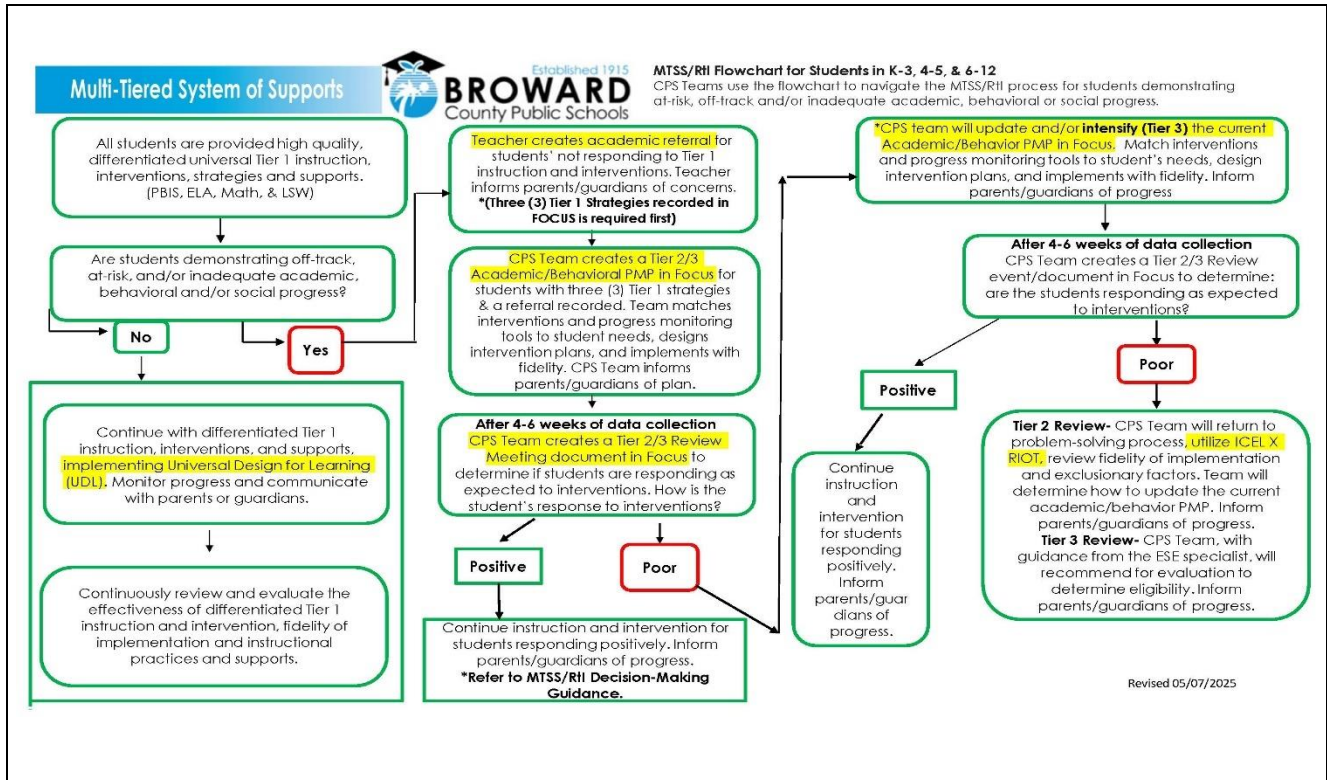 Multi-Tiered System of Supports
Established 1915
BROWARD
County Public Schools
MTSS/RtI Flowchart for Students in K-3, 4-5, & 6-12
CPS Teams use the flowchart to navigate the MTSS/RtI process for students demonstrating
at-risk, off-track and/or inadequate academic, behavioral or social progress.
All students are provided high quality,
differentiated universal Tier 1 instruction,
interventions, strategies and supports.
(PBIS, ELA, Math, & LSW)
Are students demonstrating off-track,
at-risk, and/or inadequate academic,
behavioral and/or social progress?
No
Yes
Continue with differentiated Tier 1
instruction, interventions, and supports,
implementing Universal Design for Learning
(UDL). Monitor progress and communicate
with parents or guardians.
Continuously review and evaluate the
effectiveness of differentiated Tier 1
instruction and intervention, fidelity of
implementation and instructional
practices and supports.
Teacher creates academic referral for
students' not responding to Tier 1
instruction and interventions. Teacher
informs parents/guardians of concerns.
*(Three (3) Tier 1 Strategies recorded in
FOCUS is required first)
CPS Team creates a Tier 2/3
Academic/Behavioral PMP in Focus for
students with three (3) Tier 1 strategies
& a referral recorded. Team matches
interventions and progress monitoring
tools to student needs, designs
intervention plans, and implements with
fidelity. CPS Team informs
parents/guardians of plan.
After 4-6 weeks of data collection
CPS Team creates a Tier 2/3 Review
Meeting document in Focus to
determine if students are responding as
expected to interventions. How is the
student's response to interventions?
Positive
Poor
Continue instruction and intervention for
students responding positively. Inform
parents/guardians of progress.
*Refer to MTSS/RtI Decision-Making
Guidance.
*CPS team will update and/or intensify (Tier 3) the current
Academic/Behavior PMP in Focus. Match interventions
and progress monitoring tools to student's needs, design
intervention plans, and implements with fidelity. Inform
parents/guardians of progress
After 4-6 weeks of data collection
CPS Team creates a Tier 2/3 Review
event/document in Focus to determine:
are the students responding as expected
to interventions?
Positive
Poor
Continue
instruction
and
intervention
for students
responding
positively.
Inform
parents/guar
dians of
progress.
Tier 2 Review- CPS Team will return to
problem-solving process, utilize ICEL X
RIOT, review fidelity of implementation
and exclusionary factors. Team will
determine how to update the current
academic/behavior PMP. Inform
parents/guardians of progress.
Tier 3 Review- CPS Team, with
guidance from the ESE specialist, will
recommend for evaluation to
determine eligibility. Inform
parents/guardians of progress.
Revised 05/07/2025